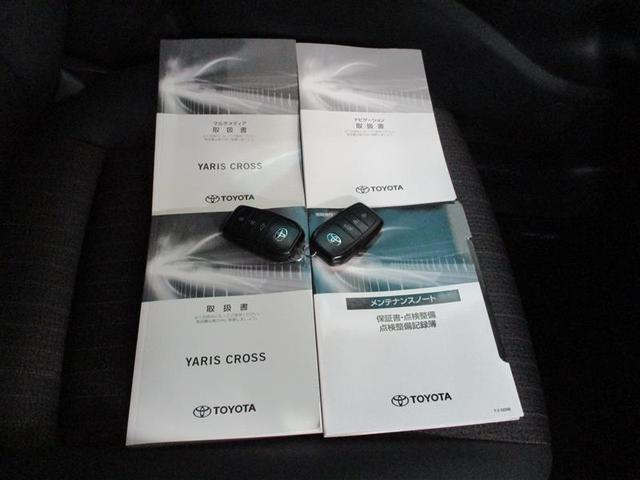 マルチメディア
取扱書
YARIS CROSS
TOYOTA
ナビゲーション
取扱書
TOYOTA
取扱書
YARIS CROSS
TOYOTA
メンテナンスノート
保証書・点検整備
点検整備記録簿
TOYOTA